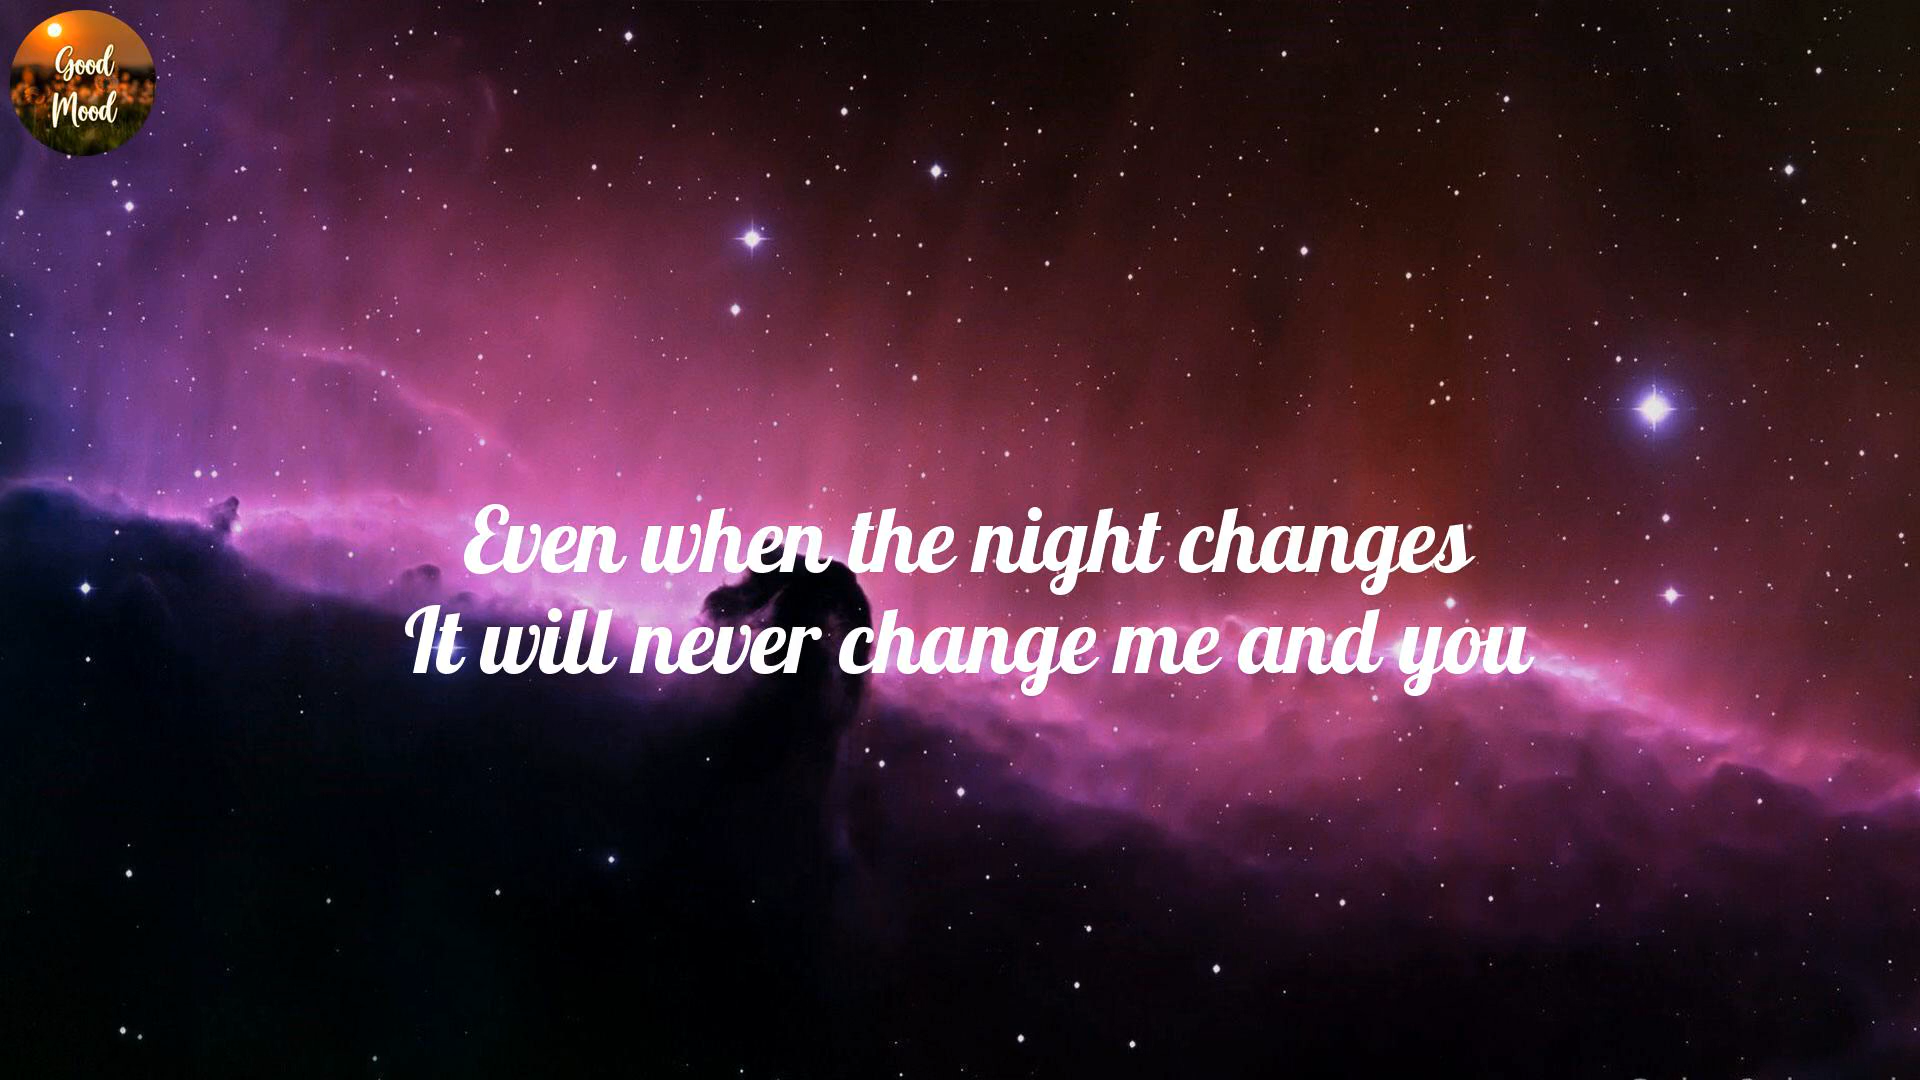 Good
Mood
Even when the night changes
It will never change me and you